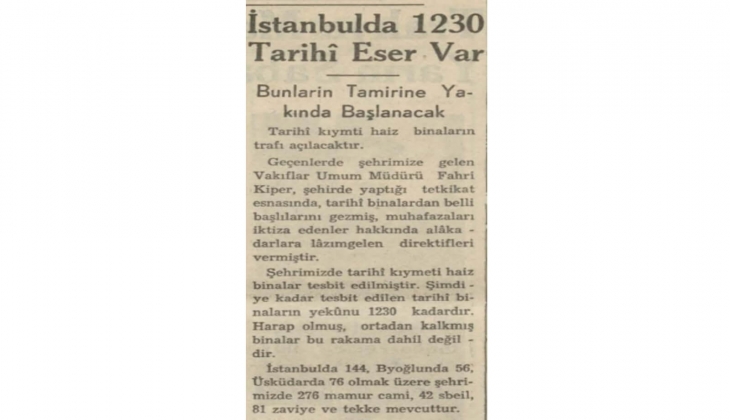 İstanbulda 1230
Tarihî Eser Var
Bunlarin Tamirine Ya-
kında Başlanacak
Tarihî kıymti haiz binaların
trafı açılacaktır.
Geçenlerde şehrimize gelen
Vakıflar Umum Müdürü Fahri
Kiper, şehirde yaptığı tetkikat
esnasında, tarihî binalardan belli
başlılarını gezmiş, muhafazaları
iktiza edenler hakkında alâka -
darlara lâzımgelen direktifleri
vermiştir.
Şehrimizde tarihî kıymeti haiz
binalar tesbit edilmiştir. Şimdi -
ye kadar tesbit edilen tarihî bi-
naların yekûnu 1230 kadardır.
Harap olmuş, ortadan kalkmış
binalar bu rakama dahil değil -
dir.
İstanbulda 144, Byoğlunda 56,
Üsküdarda 76 olmak üzere şehri-
mizde 276 mamur cami, 42 sbeil,
81 zaviye ve tekke mevcuttur.